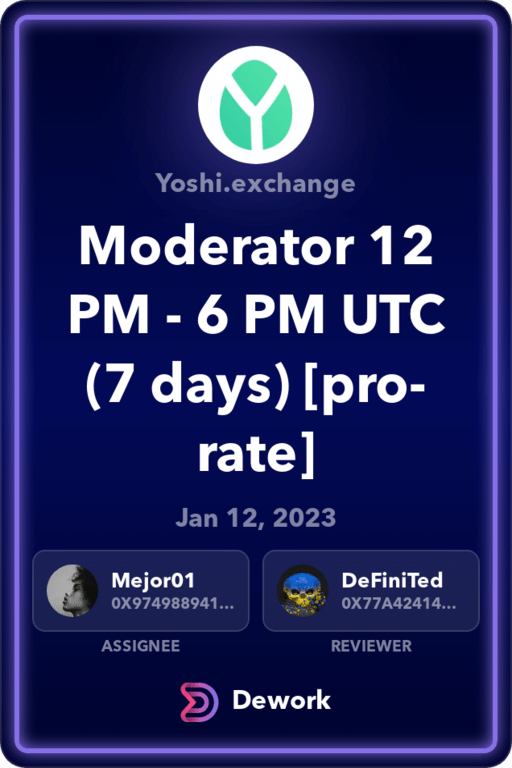 Yoshi.exchange
Moderator 12
PM - 6 PM UTC
(7 days) [pro-
rate]
Jan 12, 2023
Mejor01
0X974988941...
DeFiniTed
0X77A42414...
ASSIGNEE
REVIEWER
Dework